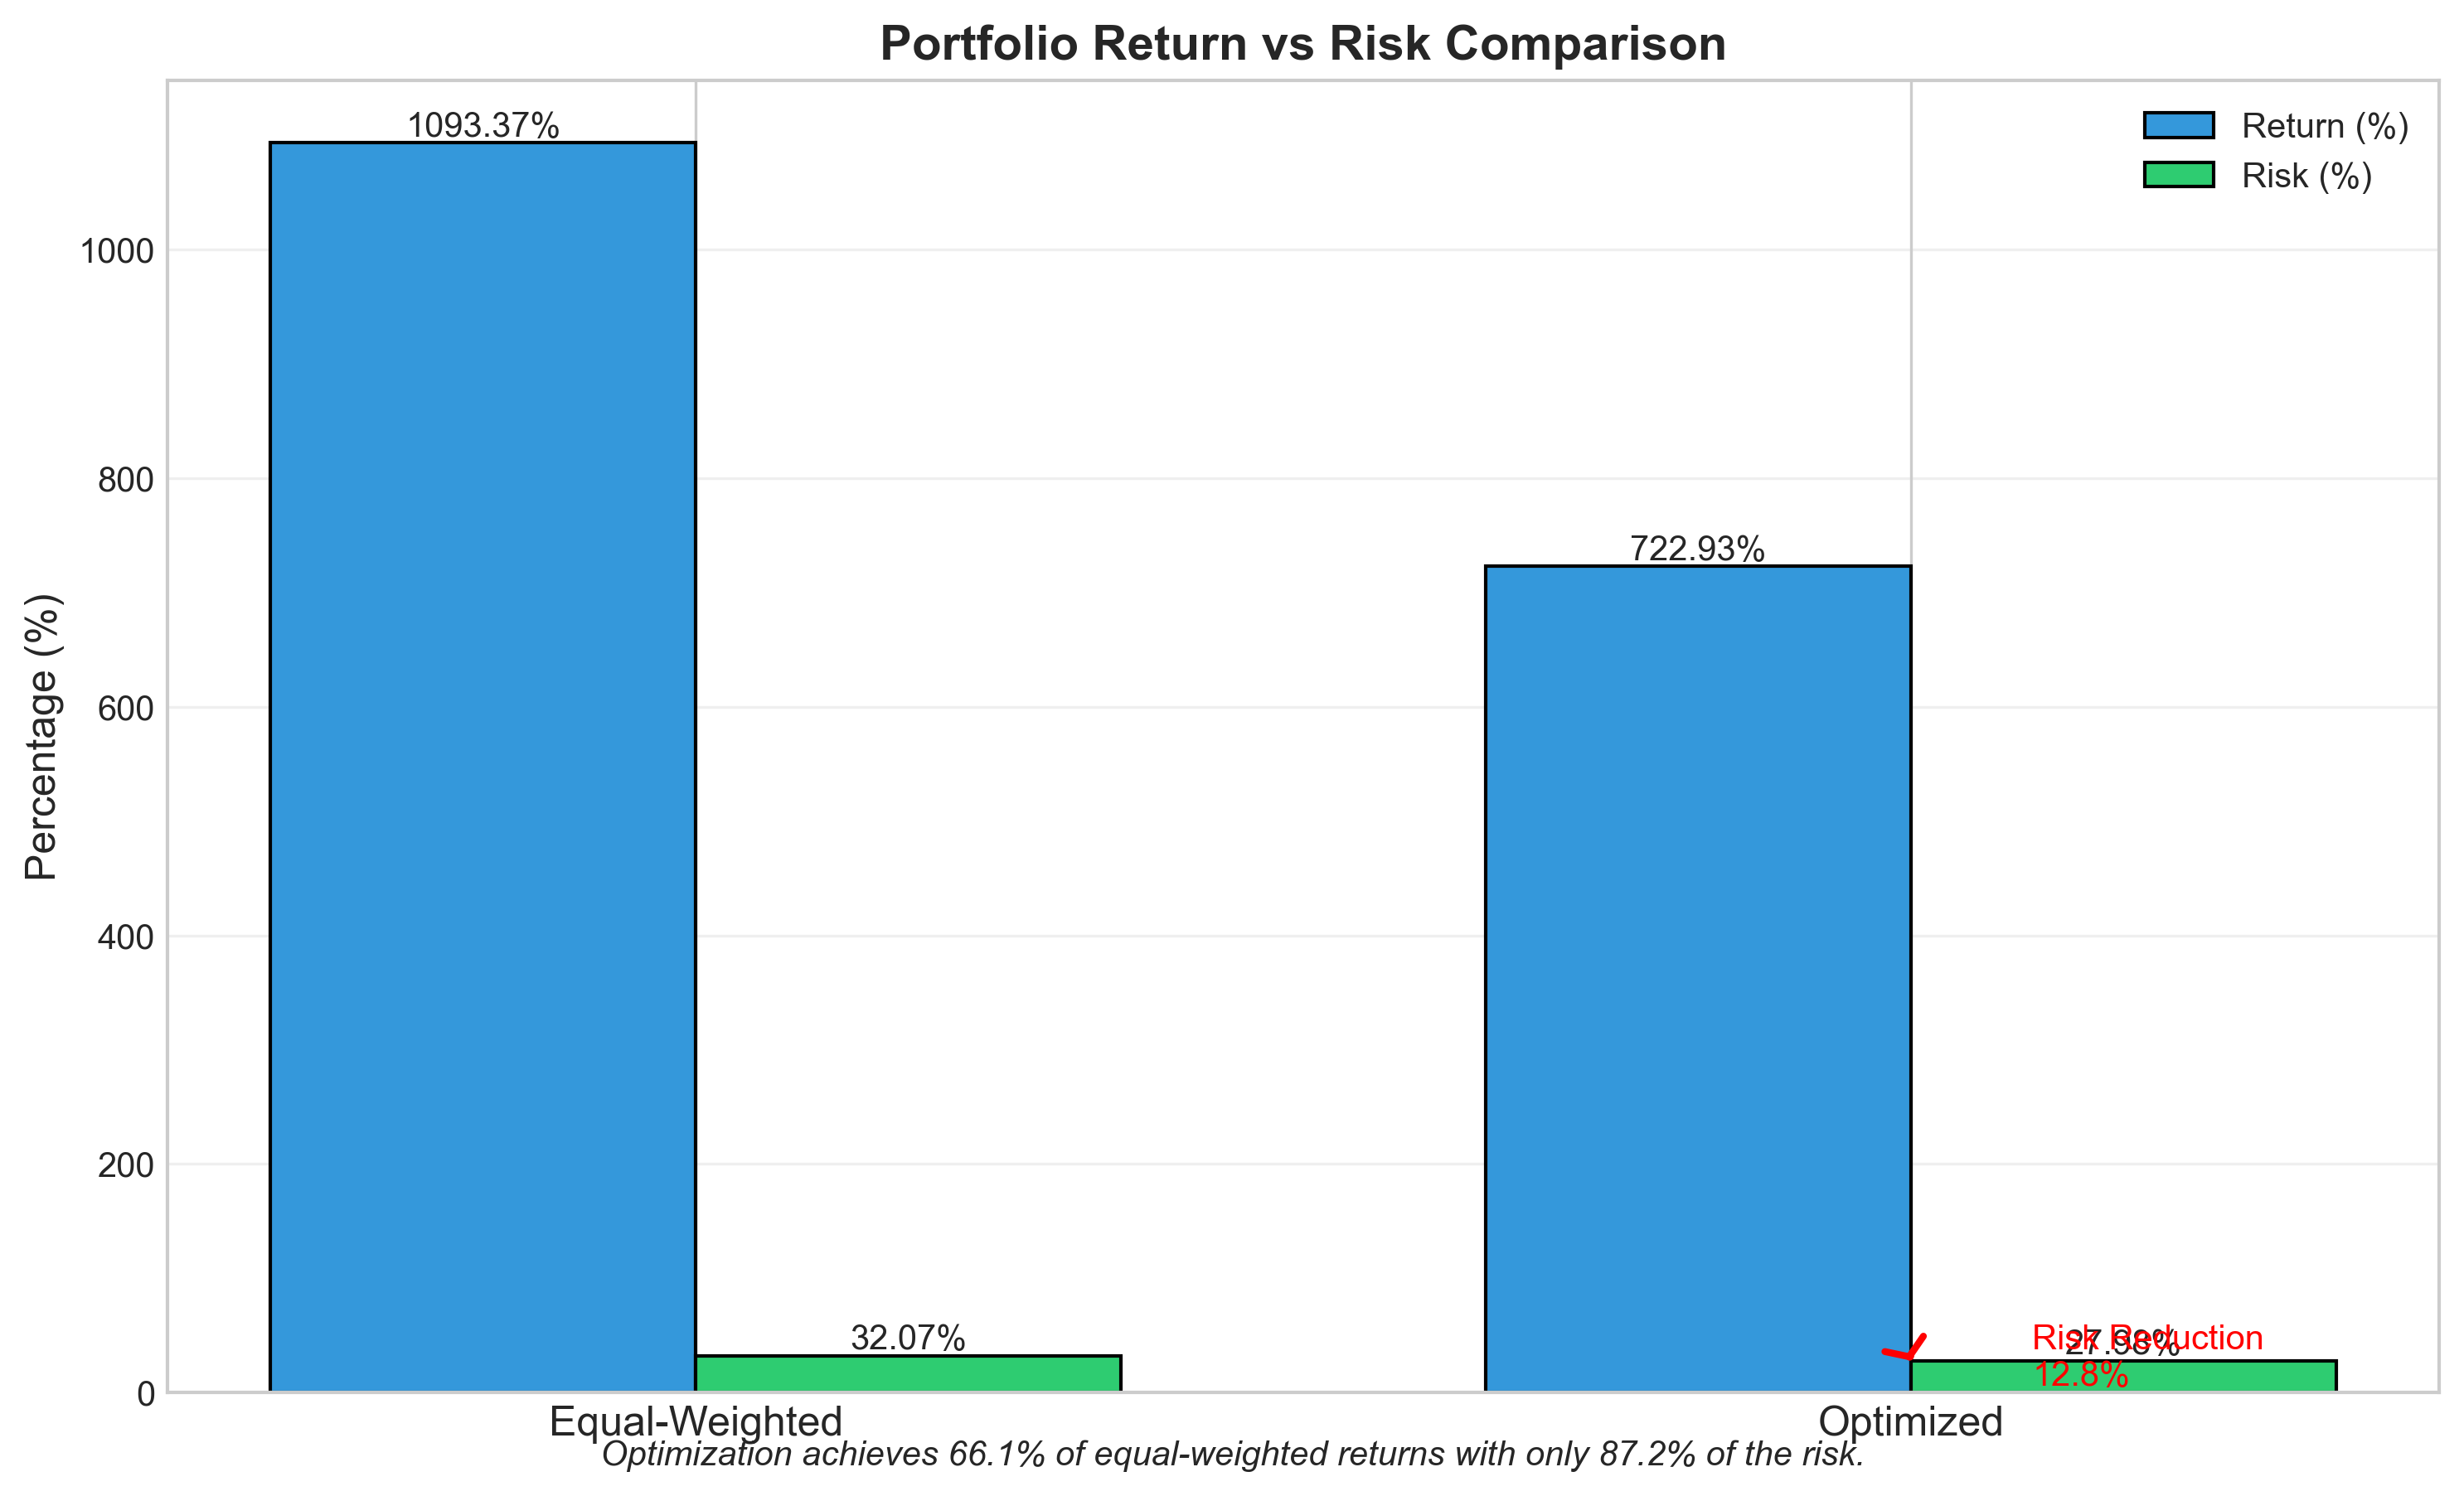 Portfolio Return vs Risk Comparison
1093.37%
Return (%)
Risk (%)
1000
800
722.93%
Percentage (%)
600
400
200
32.07%
Risk Reduction
27.98%
12.8%
0
Equal-Weighted
Optimized
Optimization achieves 66.1% of equal-weighted returns with only 87.2% of the risk.